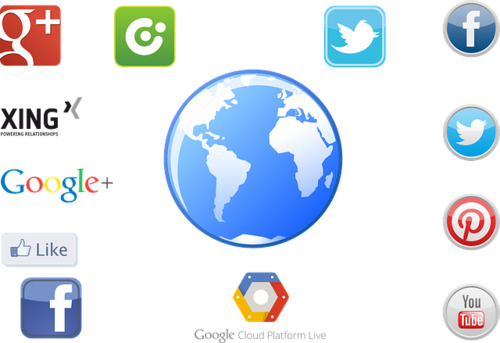 g+
XING
POWERING RELATIONSHIPS
Google+
Like
f
f
You
Tube
Google Cloud Platform Live